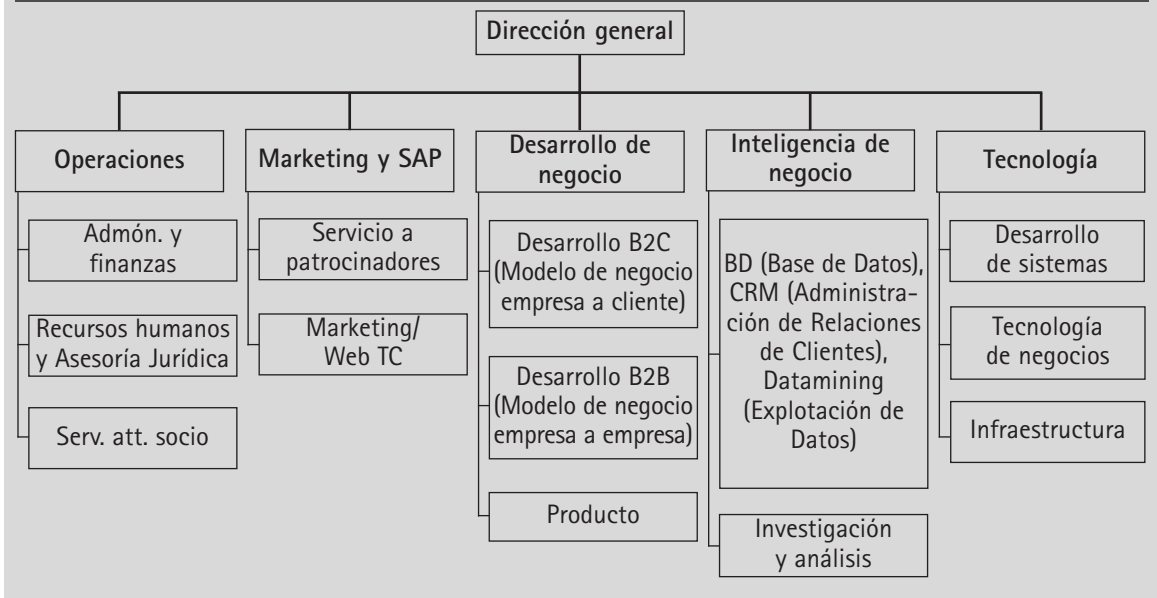 Dirección general
Operaciones
Admón. y
finanzas
Recursos humanos
y Asesoría Jurídica
Serv. att. socio
Marketing y SAP
Servicio a
patrocinadores
Marketing/
Web TC
Desarrollo de
negocio
Desarrollo B2C
(Modelo de negocio
empresa a cliente)
Desarrollo B2B
(Modelo de negocio
empresa a empresa)
Producto
Inteligencia de
negocio
BD (Base de Datos),
CRM (Administra-
ción de Relaciones
de Clientes),
Datamining
(Explotación de
Datos)
Investigación
y análisis
Tecnología
Desarrollo
de sistemas
Tecnología
de negocios
Infraestructura